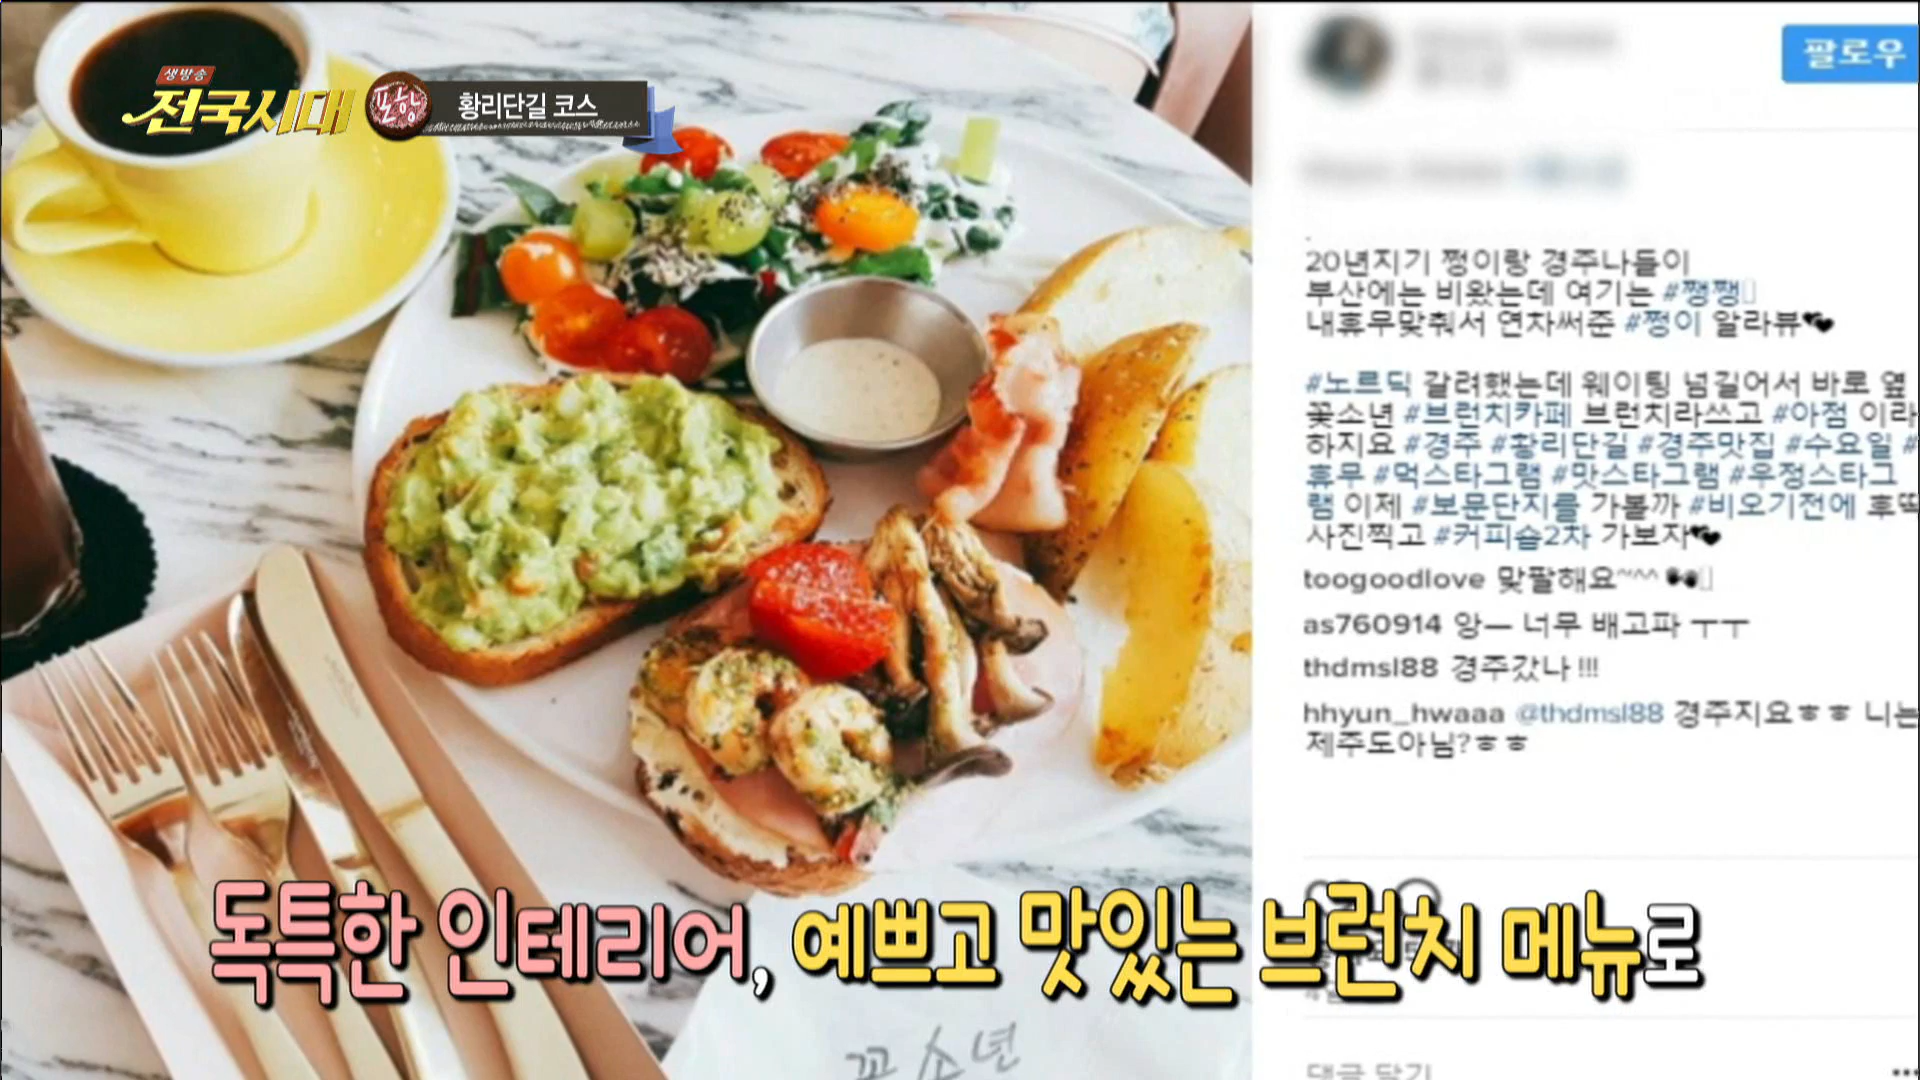 생방송
전국시대
포항
황리단길 코스
팔로우
20년지기 쩡이랑 경주나들이
부산에는 비왔는데 여기는 #쨍쨍
내휴무맞춰서 연차써준 #쩡이 알라뷰
#노르딕 갈려했는데 웨이팅 넘길어서 바로 옆
꽃소년 #브런치카페 브런치라쓰고 #아점 이라
하지요 #경주 #황리단길 #경주맛집 #수요일 #
휴무 #먹스타그램 #맛스타그램 #우정스타그
램 이제 #보문단지를 가볼까 #비오기전에 후딱
사진찍고 #커피숍2차 가보자
toogoodlove 맞팔해요~^^
as760914 앙— 너무 배고파 ㅜㅜ
thdmsl88 경주갔나 !!!
hhyun_hwaaa @thdmsl88 경주지요ㅎㅎ 니는
제주도아님?ㅎㅎ
독특한 인테리어, 예쁘고 맛있는 브런치 메뉴로
꽃소년
댓글 달기